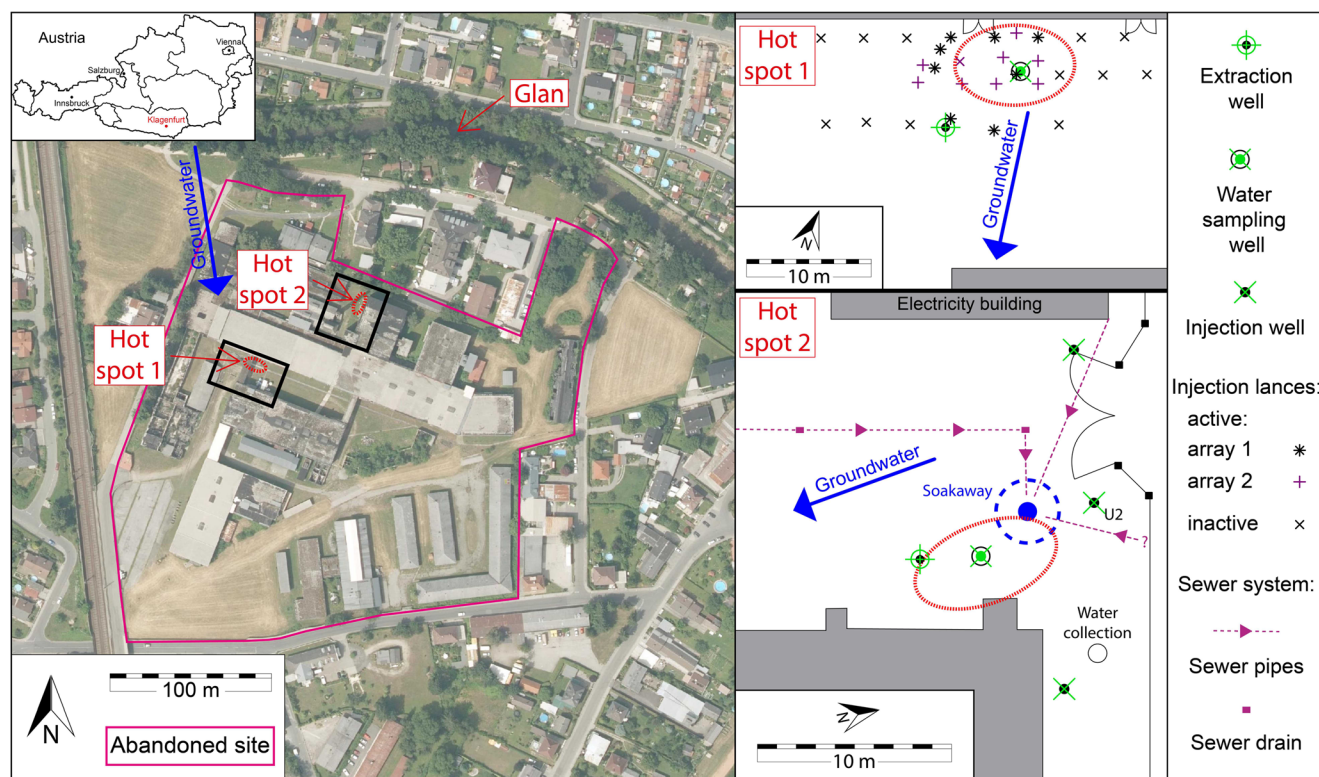 Austria
Vienna
Salzburg
Innsbruck
Klagenfurt
Glan
Groundwater
Hot
spot 2
Hot
spot 1
N
100 m
Abandoned site
Hot
spot 1
Groundwater
N
10 m
Hot
spot 2
Electricity building
Groundwater
Soakaway
U2
?
Water
collection
N
10 m
Extraction
well
Water
sampling
well
Injection well
Injection lances:
active:
array 1
array 2
inactive
Sewer system:
Sewer pipes
Sewer drain